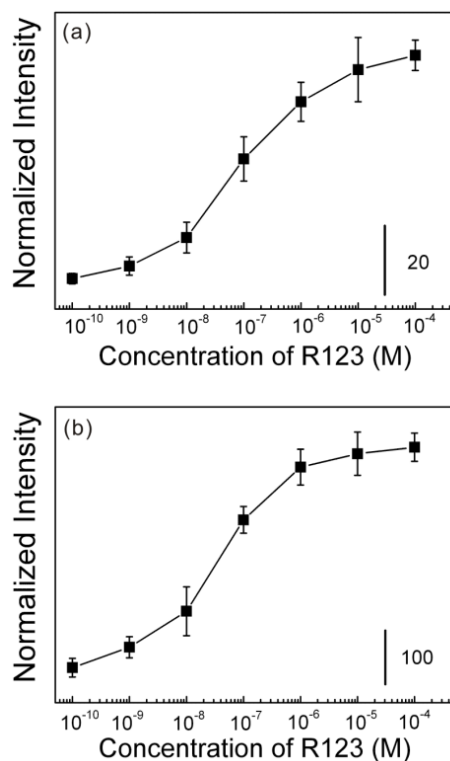 (a)
Normalized Intensity
20
10⁻¹⁰ 10⁻⁹ 10⁻⁸ 10⁻⁷ 10⁻⁶ 10⁻⁵ 10⁻⁴
Concentration of R123 (M)
(b)
Normalized Intensity
100
10⁻¹⁰ 10⁻⁹ 10⁻⁸ 10⁻⁷ 10⁻⁶ 10⁻⁵ 10⁻⁴
Concentration of R123 (M)